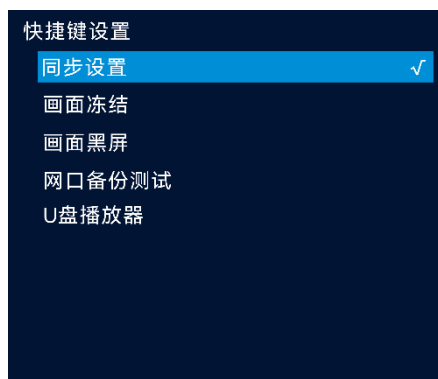 快捷键设置
同步设置 √
画面冻结
画面黑屏
网口备份测试
U盘播放器